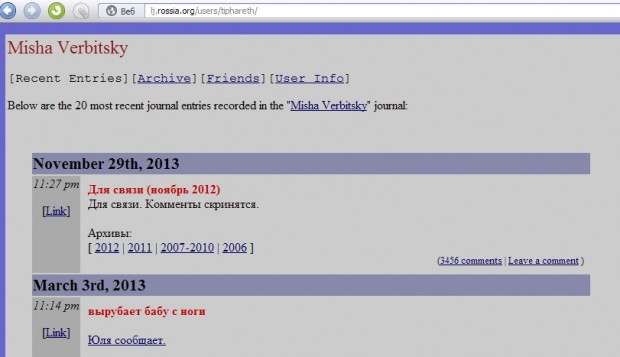 Веб lj.rossia.org/users/tiphareth/
Misha Verbitsky
[Recent Entries][Archive][Friends][User Info]
Below are the 20 most recent journal entries recorded in the "Misha Verbitsky" journal:
November 29th, 2013
11:27 pm
[Link]
Для связи (ноябрь 2012)
Для связи. Комменты скринятся.
Архивы:
[ 2012 | 2011 | 2007-2010 | 2006 ]
(3456 comments | Leave a comment )
March 3rd, 2013
11:14 pm
[Link]
вырубает бабу с ноги
Юля сообщает.